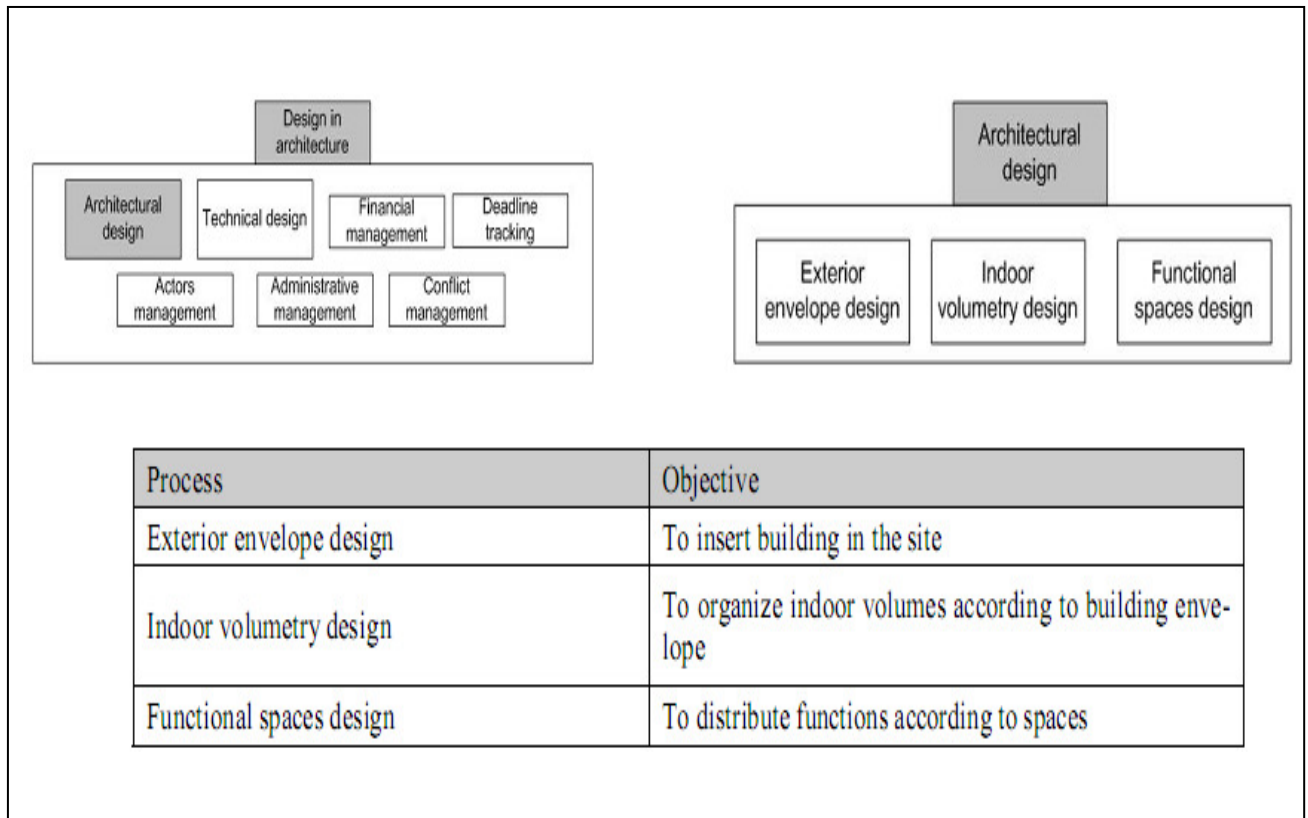 Design in
architecture
Architectural
design
Technical design
Financial
management
Deadline
tracking
Actors
management
Administrative
management
Conflict
management
Architectural
design
Exterior
envelope design
Indoor
volumetry design
Functional
spaces design
Process
Objective
Exterior envelope design
To insert building in the site
Indoor volumetry design
To organize indoor volumes according to building enve-
lope
Functional spaces design
To distribute functions according to spaces